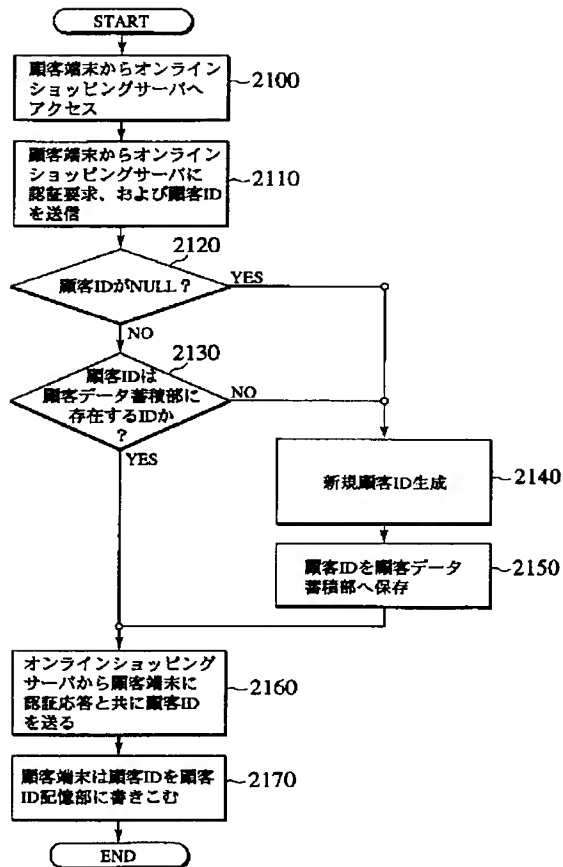 START
顧客端末からオンライン
ショッピングサーバへ
アクセス
2100
顧客端末からオンライン
ショッピングサーバに
認証要求、および顧客ID
を送信
2110
2120
顧客IDがNULL？
YES
NO
2130
顧客IDは
顧客データ蓄積部に
存在するIDか
？
NO
YES
新規顧客ID生成
2140
顧客IDを顧客データ
蓄積部へ保存
2150
オンラインショッピング
サーバから顧客端末に
認証応答と共に顧客ID
を送る
2160
顧客端末は顧客IDを顧客
ID記憶部に書きこむ
2170
END